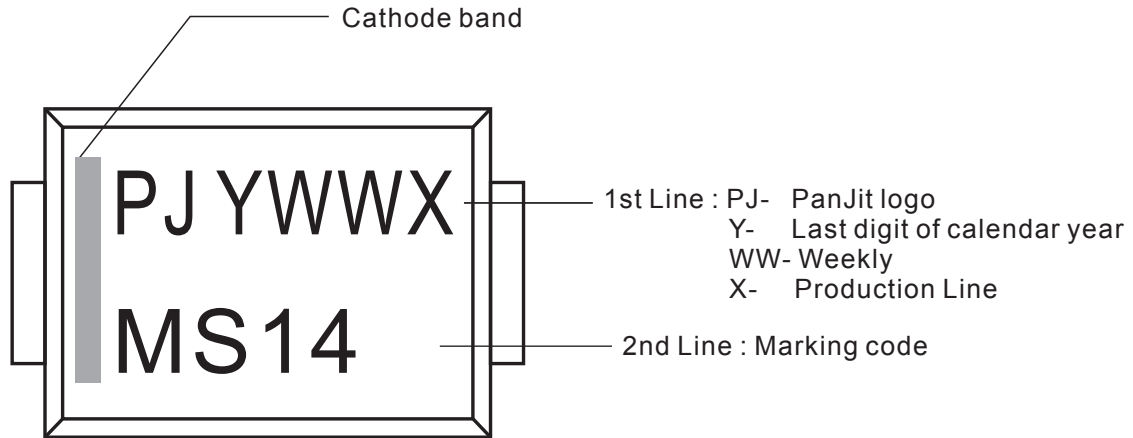 Cathode band
PJ YWWX
MS14
1st Line : PJ- PanJit logo
Y- Last digit of calendar year
WW- Weekly
X- Production Line
2nd Line : Marking code